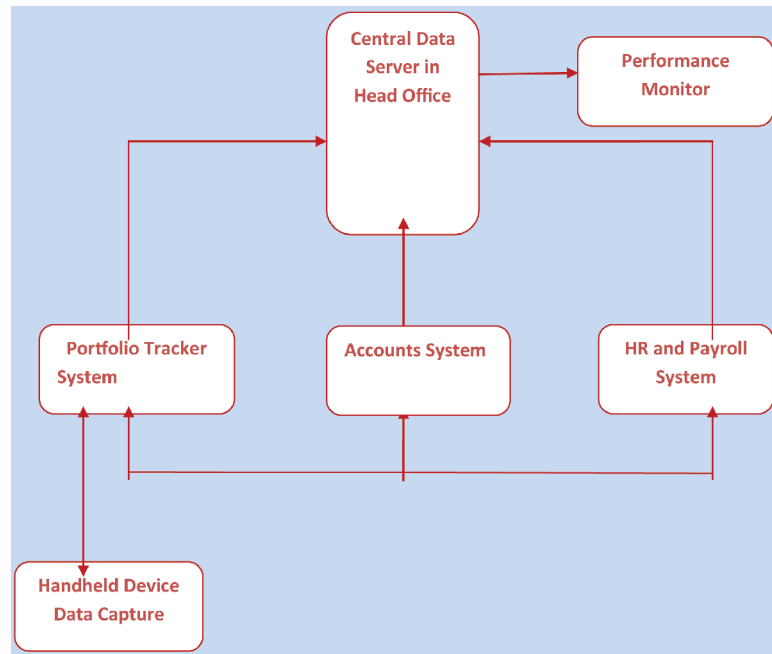 Central Data
Server in
Head Office
Performance
Monitor
Portfolio Tracker
System
Accounts System
HR and Payroll
System
Handheld Device
Data Capture